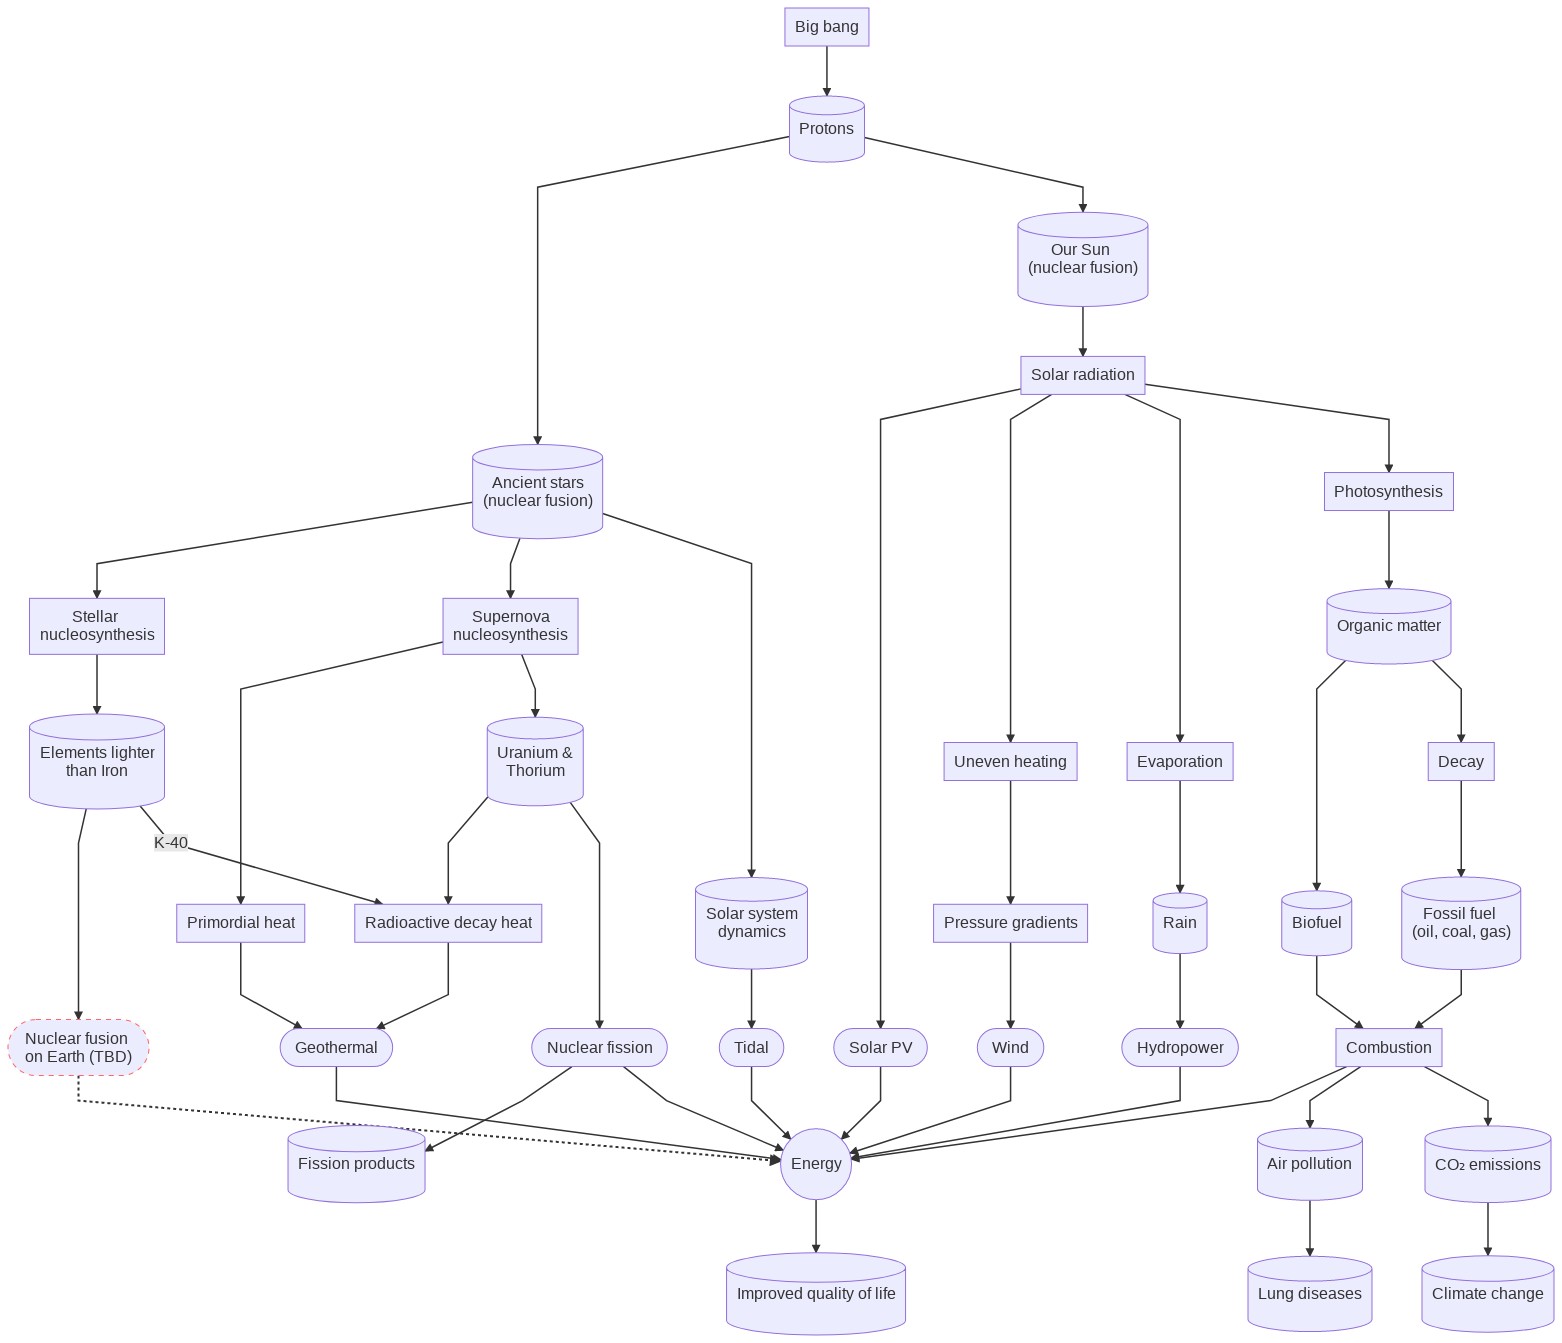 Big bang
Protons
Our Sun
(nuclear fusion)
Solar radiation
Ancient stars
(nuclear fusion)
Photosynthesis
Stellar
nucleosynthesis
Supernova
nucleosynthesis
Organic matter
Elements lighter
than Iron
Uranium &
Thorium
Uneven heating
Evaporation
Decay
K-40
Primordial heat
Radioactive decay heat
Solar system
dynamics
Pressure gradients
Rain
Biofuel
Fossil fuel
(oil, coal, gas)
Nuclear fusion
on Earth (TBD)
Geothermal
Nuclear fission
Tidal
Solar PV
Wind
Hydropower
Combustion
Fission products
Energy
Air pollution
CO₂ emissions
Improved quality of life
Lung diseases
Climate change